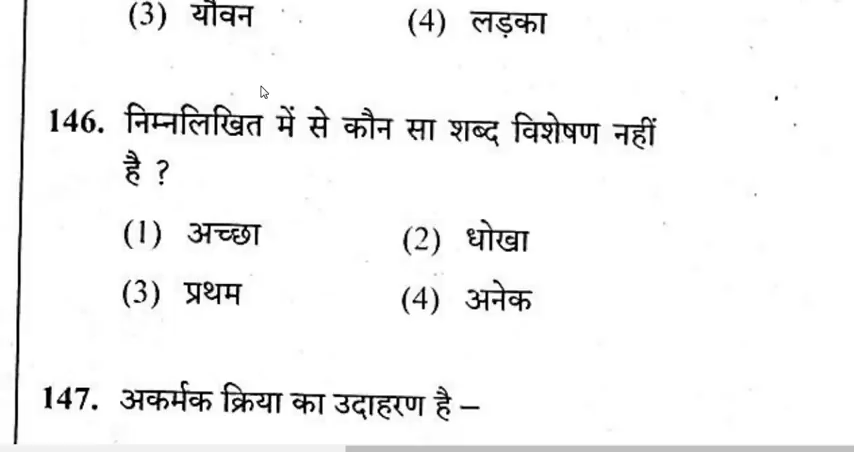 (3) यौवन (4) लड़का
146. निम्नलिखित में से कौन सा शब्द विशेषण नहीं
है ?
(1) अच्छा (2) धोखा
(3) प्रथम (4) अनेक
147. अकर्मक क्रिया का उदाहरण है –